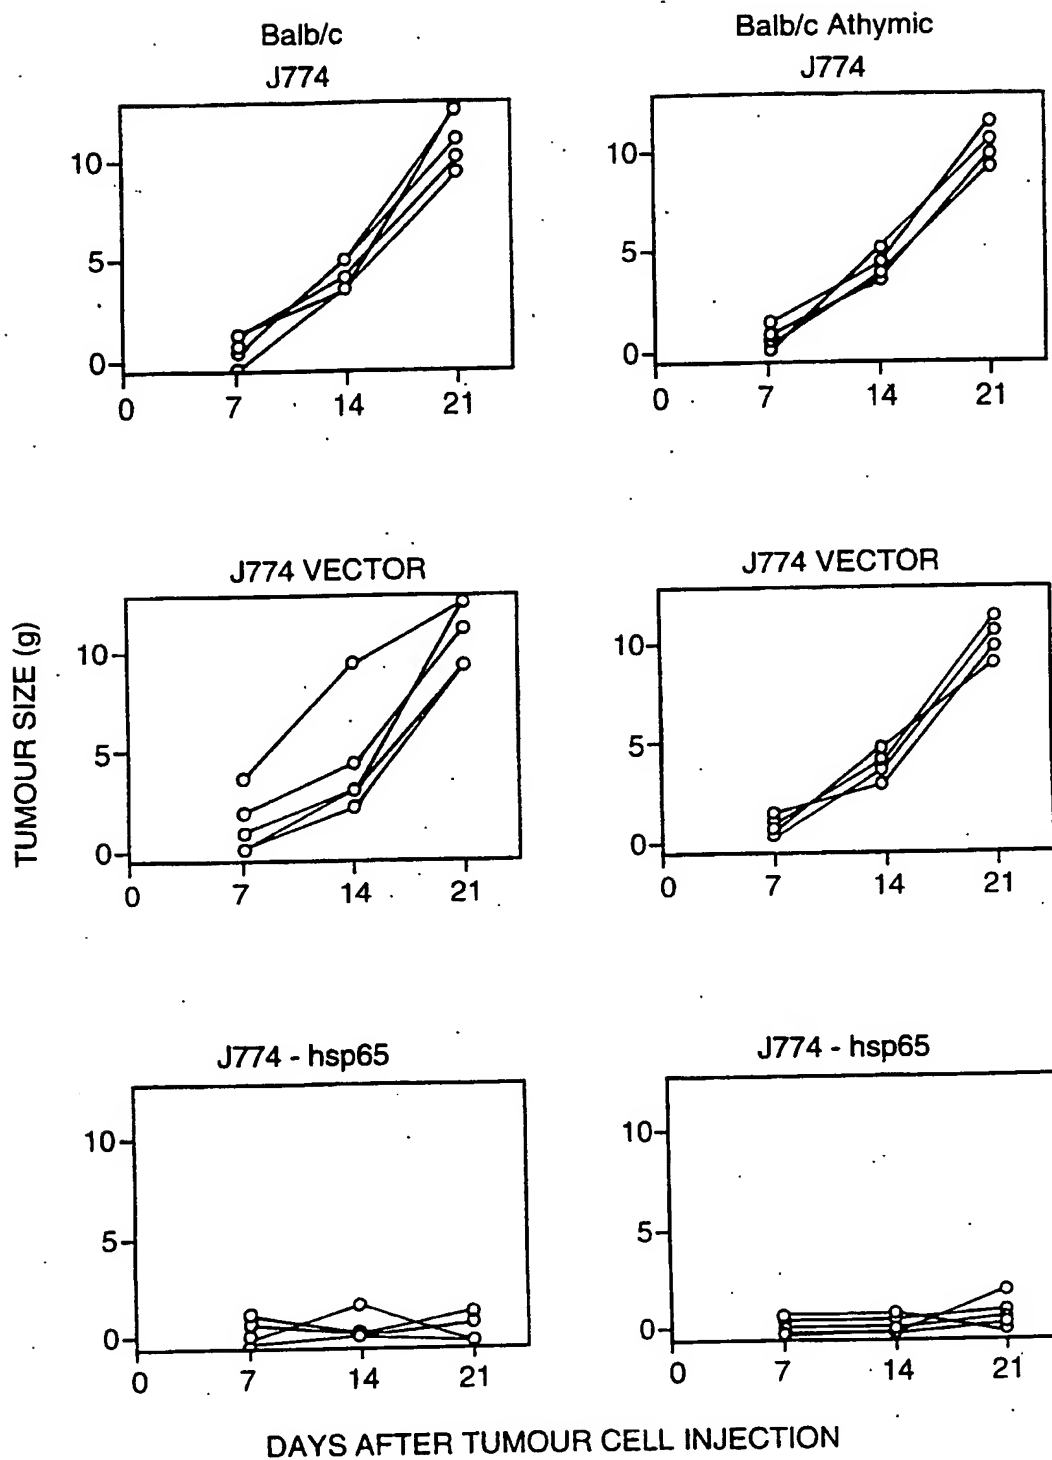 Balb/c
J774
10
5
0
0 7 14 21
Balb/c Athymic
J774
10
5
0
0 7 14 21
TUMOUR SIZE (g)
J774 VECTOR
10
5
0
0 7 14 21
J774 VECTOR
10
5
0
0 7 14 21
J774 - hsp65
10
5
0
0 7 14 21
J774 - hsp65
10
5
0
0 7 14 21
DAYS AFTER TUMOUR CELL INJECTION